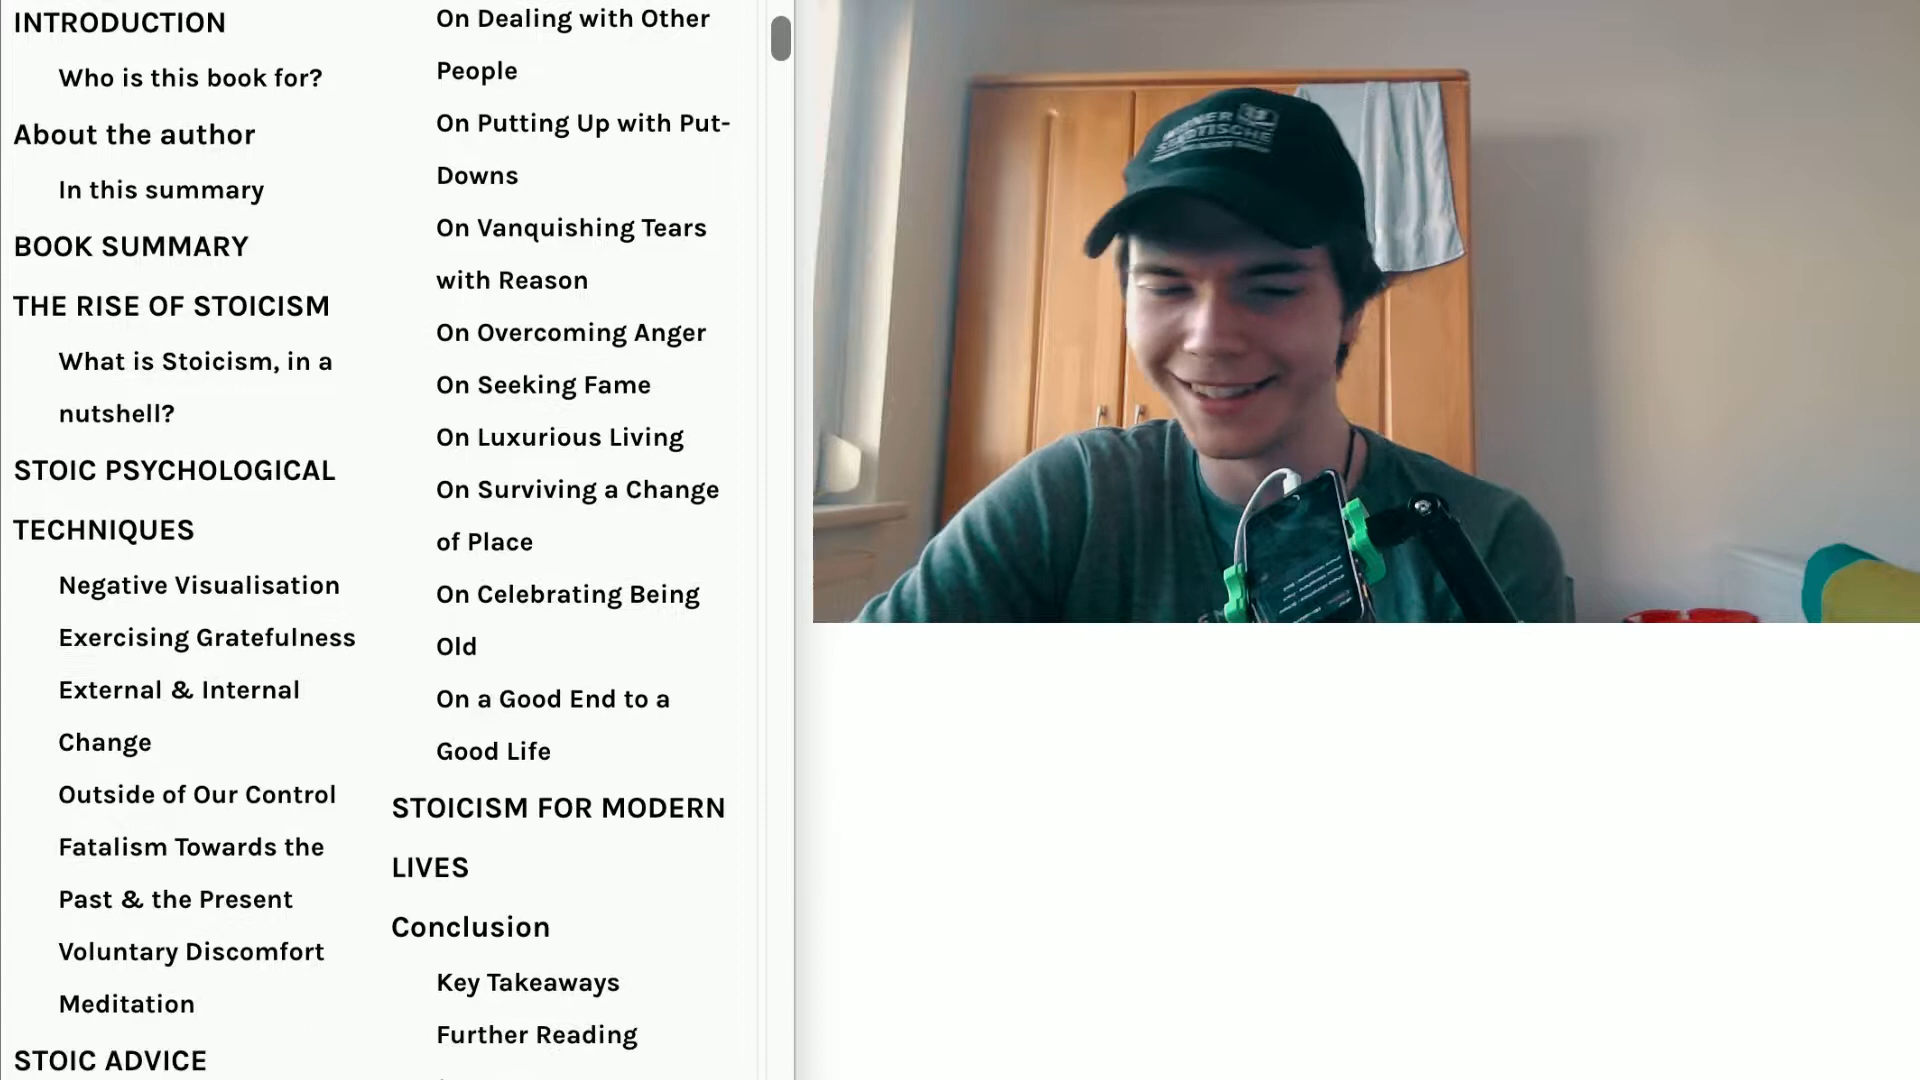 INTRODUCTION
Who is this book for?
About the author
In this summary
BOOK SUMMARY
THE RISE OF STOICISM
What is Stoicism, in a
nutshell?
STOIC PSYCHOLOGICAL
TECHNIQUES
Negative Visualisation
Exercising Gratefulness
External & Internal
Change
Outside of Our Control
Fatalism Towards the
Past & the Present
Voluntary Discomfort
Meditation
STOIC ADVICE
On Dealing with Other
People
On Putting Up with Put-
Downs
On Vanquishing Tears
with Reason
On Overcoming Anger
On Seeking Fame
On Luxurious Living
On Surviving a Change
of Place
On Celebrating Being
Old
On a Good End to a
Good Life
STOICISM FOR MODERN
LIVES
Conclusion
Key Takeaways
Further Reading
WIENER
STÄDTISCHE